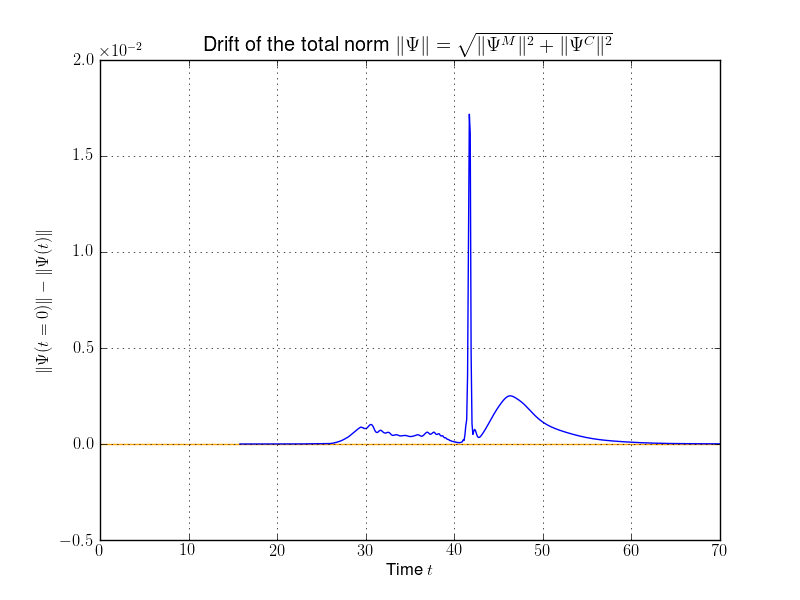 Drift of the total norm ‖Ψ‖ = √‖Ψ^M‖² + ‖Ψ^C‖²
×10⁻²
2.0
1.5
1.0
0.5
0.0
−0.5
‖Ψ(t = 0)‖ − ‖Ψ(t)‖
0 10 20 30 40 50 60 70
Time t